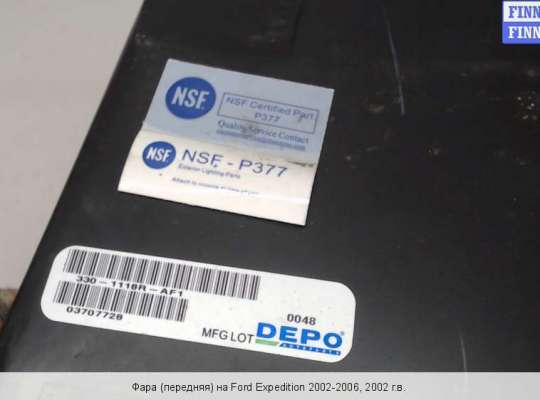 FINN
FINN
NSF
NSF Certified Part
P377
Quality Service Contact
NSF
NSF - P377
Exterior Lighting Parts
330-1118R-AF1
03707728
0048
MFG LOT
DEPO
AUTOPARTS
Фара (передняя) на Ford Expedition 2002-2006, 2002 г.в.